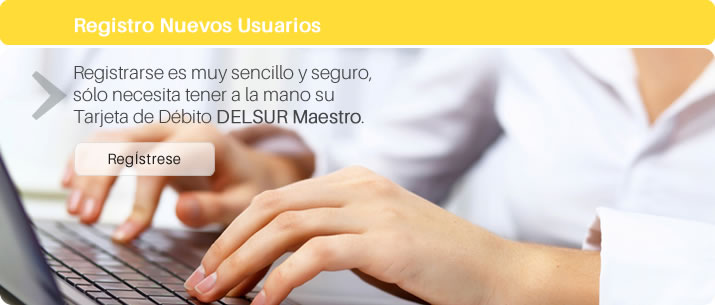 Registro Nuevos Usuarios
Registrarse es muy sencillo y seguro,
sólo necesita tener a la mano su
Tarjeta de Débito DELSUR Maestro.
RegÍstrese